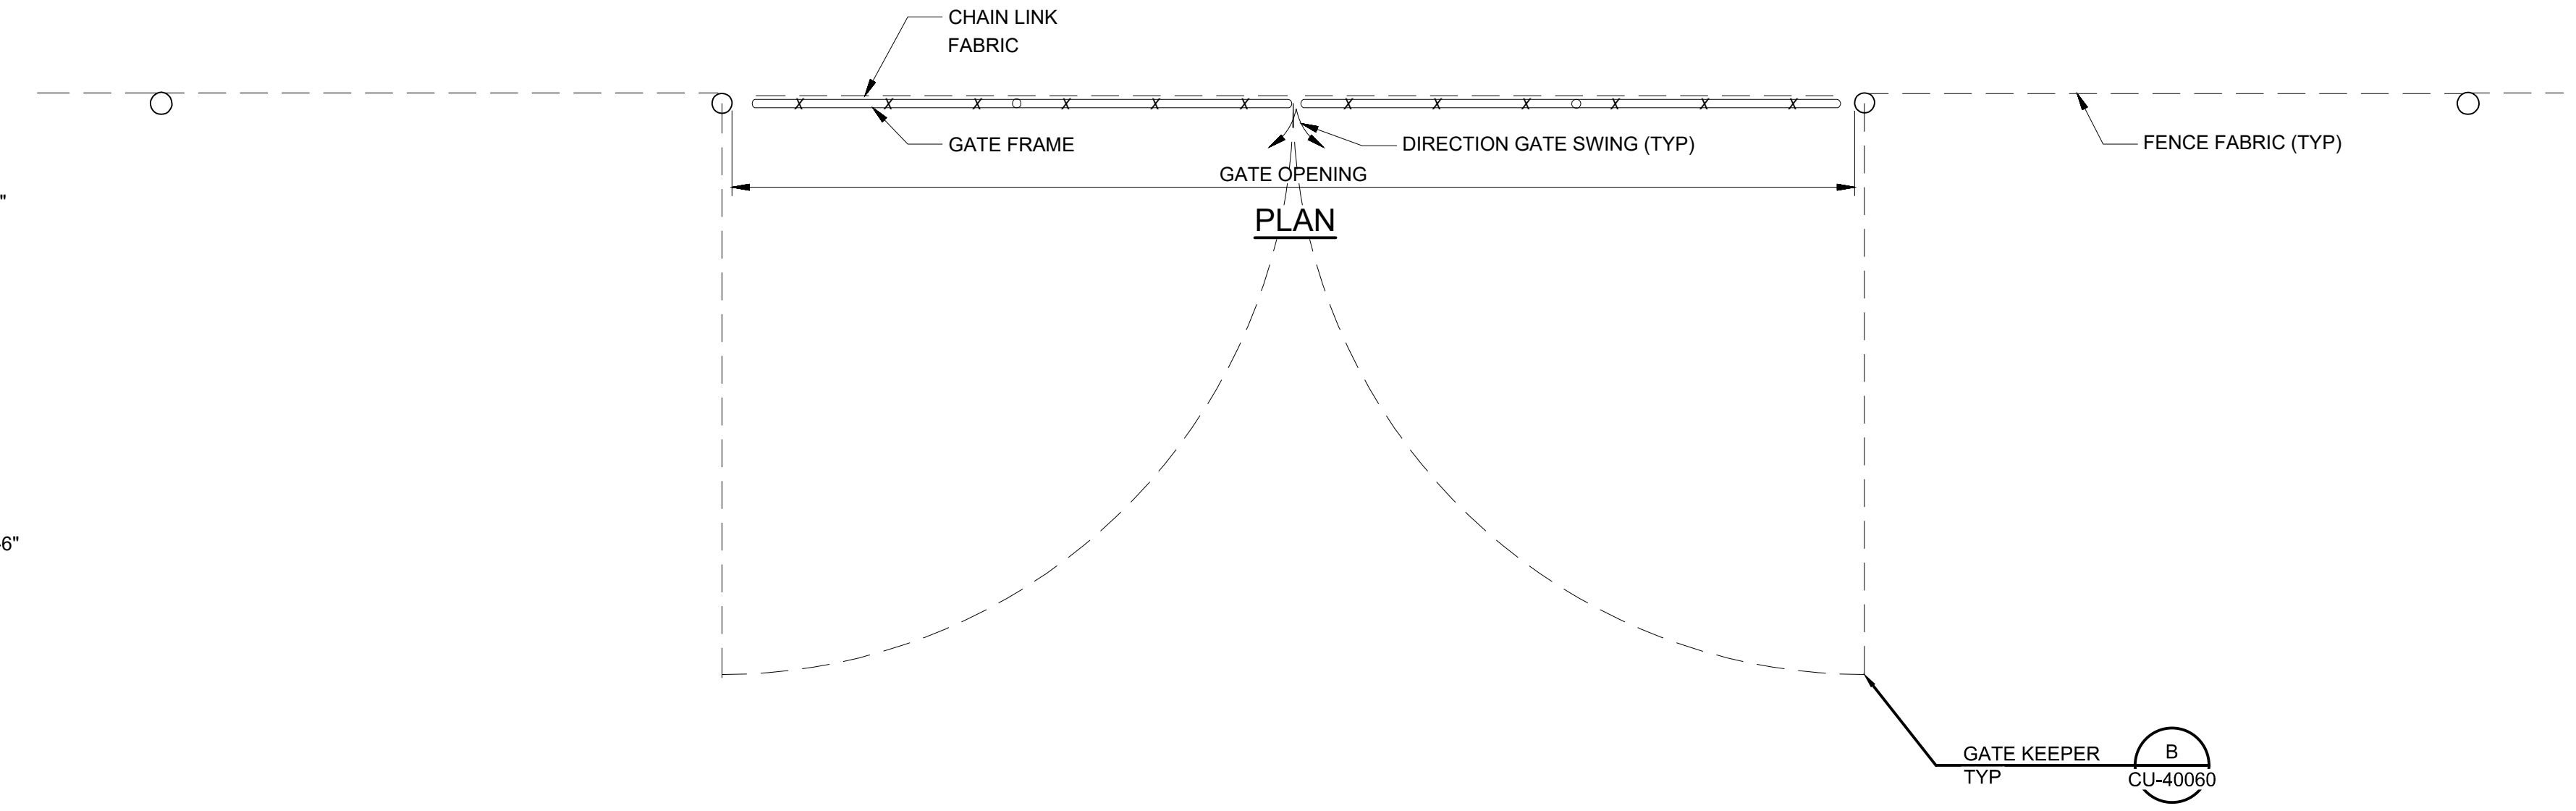 CHAIN LINK
FABRIC
GATE FRAME
DIRECTION GATE SWING (TYP)
FENCE FABRIC (TYP)
"
GATE OPENING
PLAN
6"
GATE KEEPER
TYP
B
CU-40060